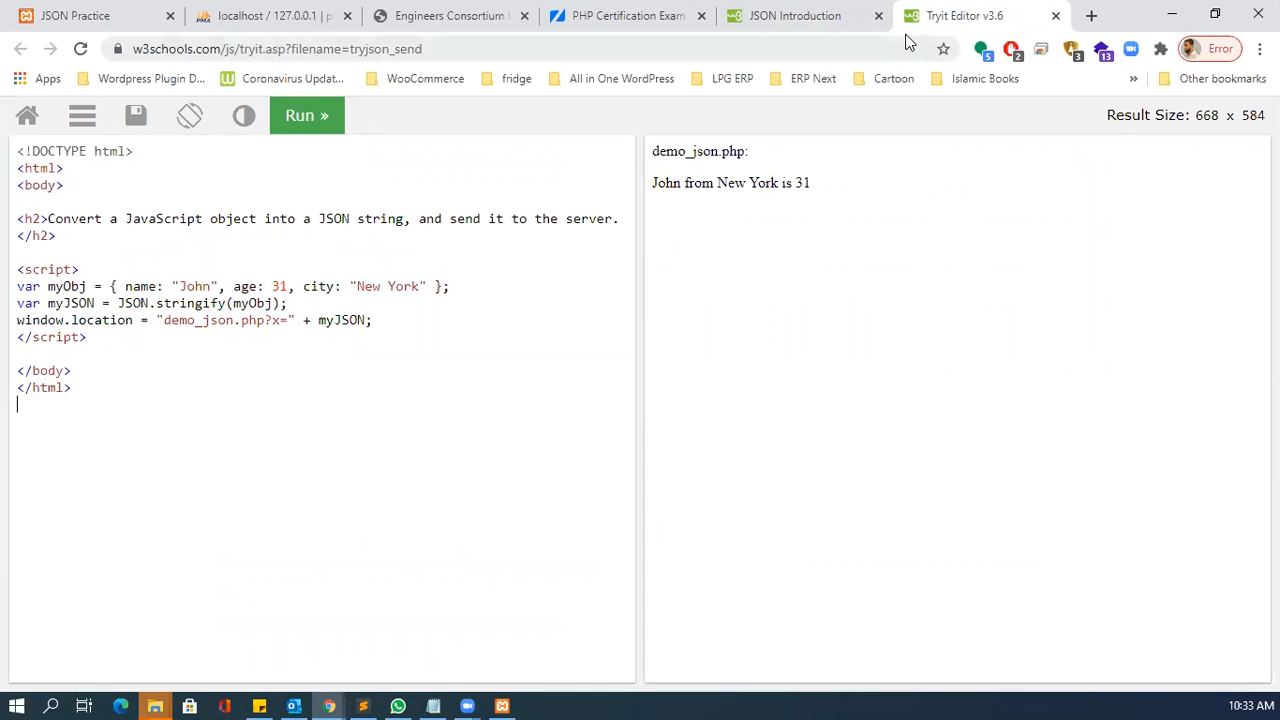 JSON Practice
localhost / 127.0.0.1 | p
Engineers Consortium
PHP Certification Exam
JSON Introduction
Tryit Editor v3.6
w3schools.com/js/tryit.asp?filename=tryjson_send
5
2
3
13
Error
Apps
Wordpress Plugin D...
Coronavirus Updat...
WooCommerce
fridge
All in One WordPress
LPG ERP
ERP Next
Cartoon
Islamic Books
»
Other bookmarks
Run »
Result Size: 668 x 584
<!DOCTYPE html>
<html>
<body>
<h2>Convert a JavaScript object into a JSON string, and send it to the server.
</h2>
<script>
var myObj = { name: "John", age: 31, city: "New York" };
var myJSON = JSON.stringify(myObj);
window.location = "demo_json.php?x=" + myJSON;
</script>
</body>
</html>
demo_json.php:
John from New York is 31
10:33 AM